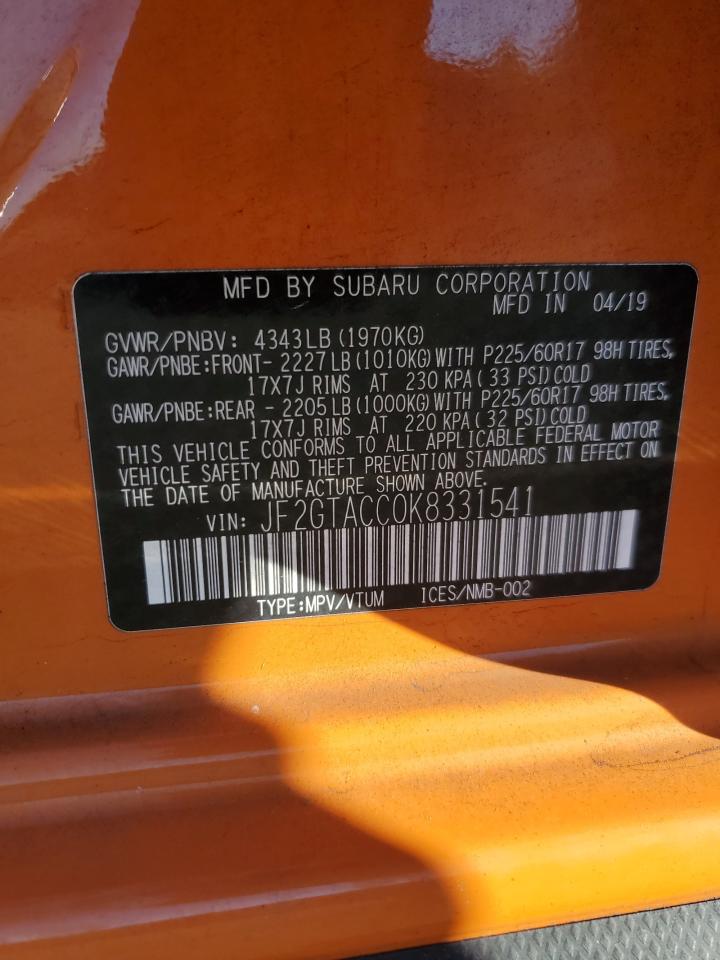 MFD BY SUBARU CORPORATION
MFD IN 04/19
GVWR/PNBV: 4343LB (1970KG)
GAWR/PNBE:FRONT- 2227LB (1010KG) WITH P225/60R17 98H TIRES,
17X7J RIMS AT 230 KPA ( 33 PSI) COLD
GAWR/PNBE:REAR - 2205LB (1000KG) WITH P225/60R17 98H TIRES,
17X7J RIMS AT 220 KPA ( 32 PSI) COLD
THIS VEHICLE CONFORMS TO ALL APPLICABLE FEDERAL MOTOR
VEHICLE SAFETY AND THEFT PREVENTION STANDARDS IN EFFECT ON
THE DATE OF MANUFACTURE SHOWN ABOVE.
VIN: JF2GTACC0K8331541
TYPE:MPV/VTUM ICES/NMB-002